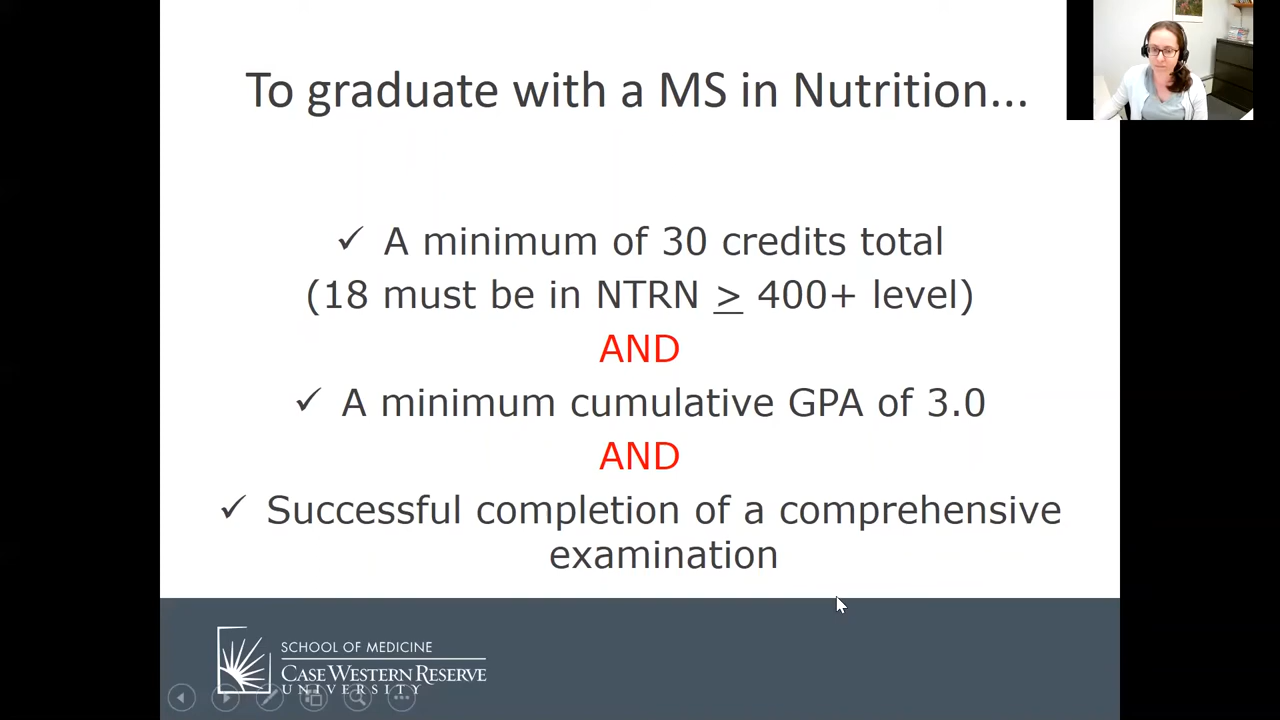 To graduate with a MS in Nutrition...
✓ A minimum of 30 credits total
(18 must be in NTRN > 400+ level)
AND
✓ A minimum cumulative GPA of 3.0
AND
✓ Successful completion of a comprehensive
examination
SCHOOL OF MEDICINE
CASE WESTERN RESERVE
UNIVERSITY